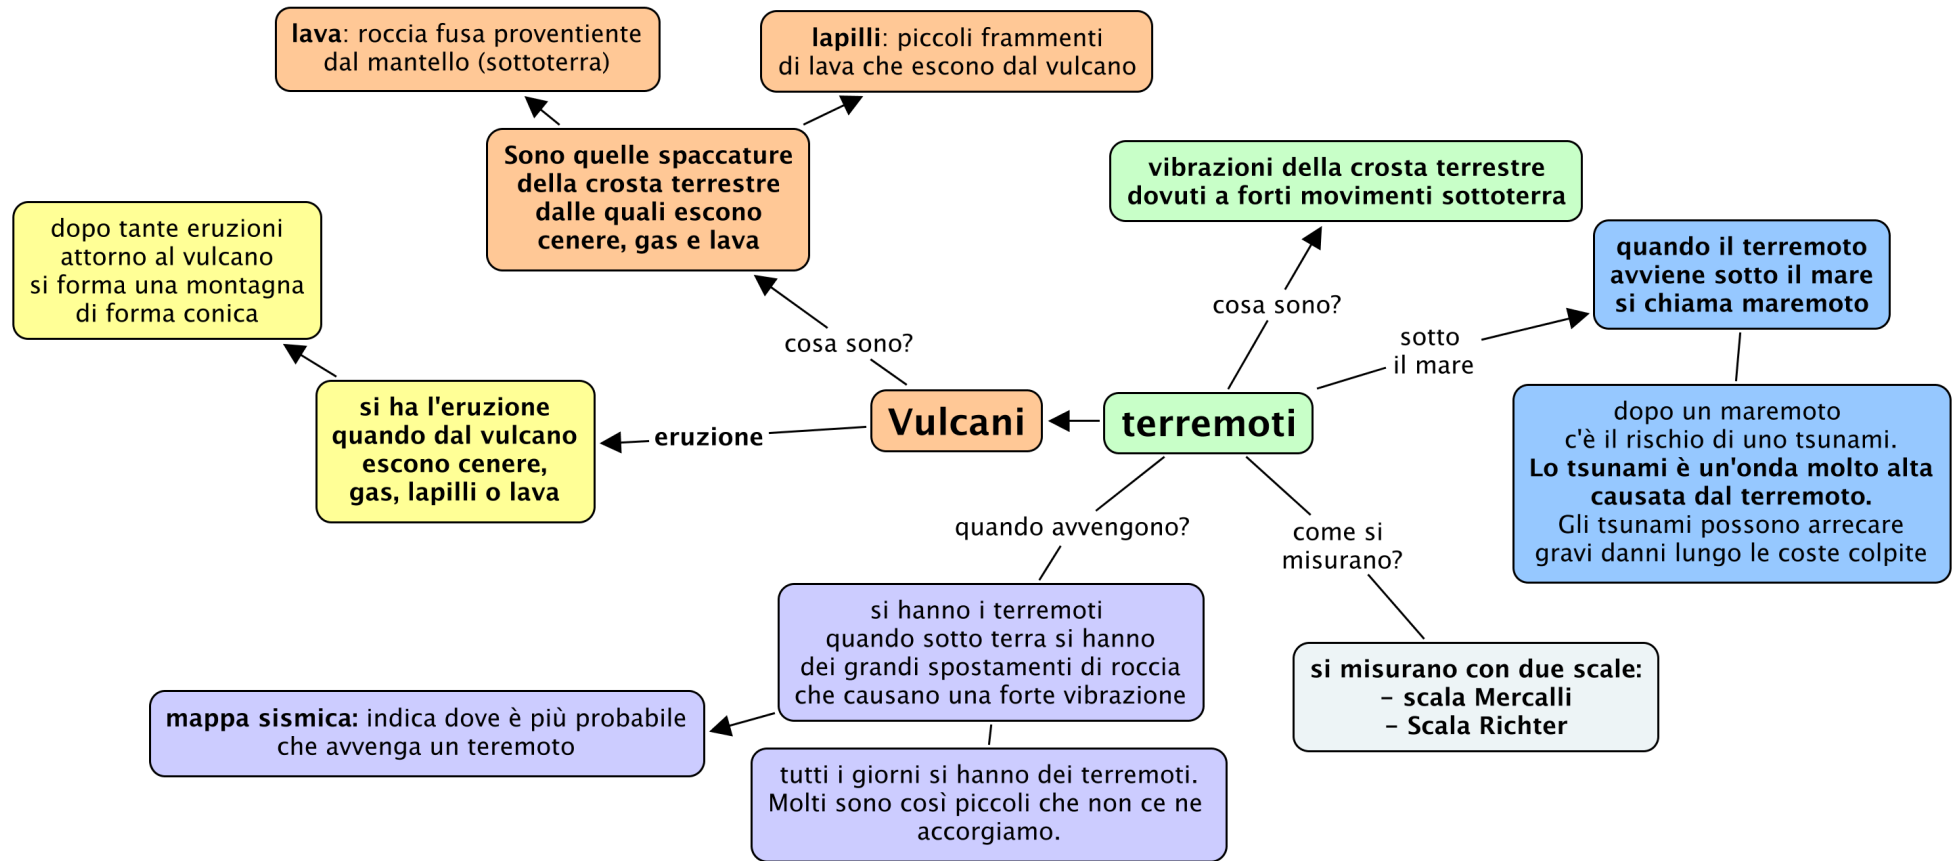 lava: roccia fusa proventiente
dal mantello (sottoterra)
lapilli: piccoli frammenti
di lava che escono dal vulcano
Sono quelle spaccature
della crosta terrestre
dalle quali escono
cenere, gas e lava
vibrazioni della crosta terrestre
dovuti a forti movimenti sottoterra
dopo tante eruzioni
attorno al vulcano
si forma una montagna
di forma conica
quando il terremoto
avviene sotto il mare
si chiama maremoto
cosa sono?
cosa sono?
sotto
il mare
si ha l'eruzione
quando dal vulcano
escono cenere,
gas, lapilli o lava
eruzione
Vulcani
terremoti
dopo un maremoto
c'è il rischio di uno tsunami.
Lo tsunami è un'onda molto alta
causata dal terremoto.
Gli tsunami possono arrecare
gravi danni lungo le coste colpite
quando avvengono?
come si
misurano?
si hanno i terremoti
quando sotto terra si hanno
dei grandi spostamenti di roccia
che causano una forte vibrazione
si misurano con due scale:
- scala Mercalli
- Scala Richter
mappa sismica: indica dove è più probabile
che avvenga un teremoto
tutti i giorni si hanno dei terremoti.
Molti sono così piccoli che non ce ne
accorgiamo.